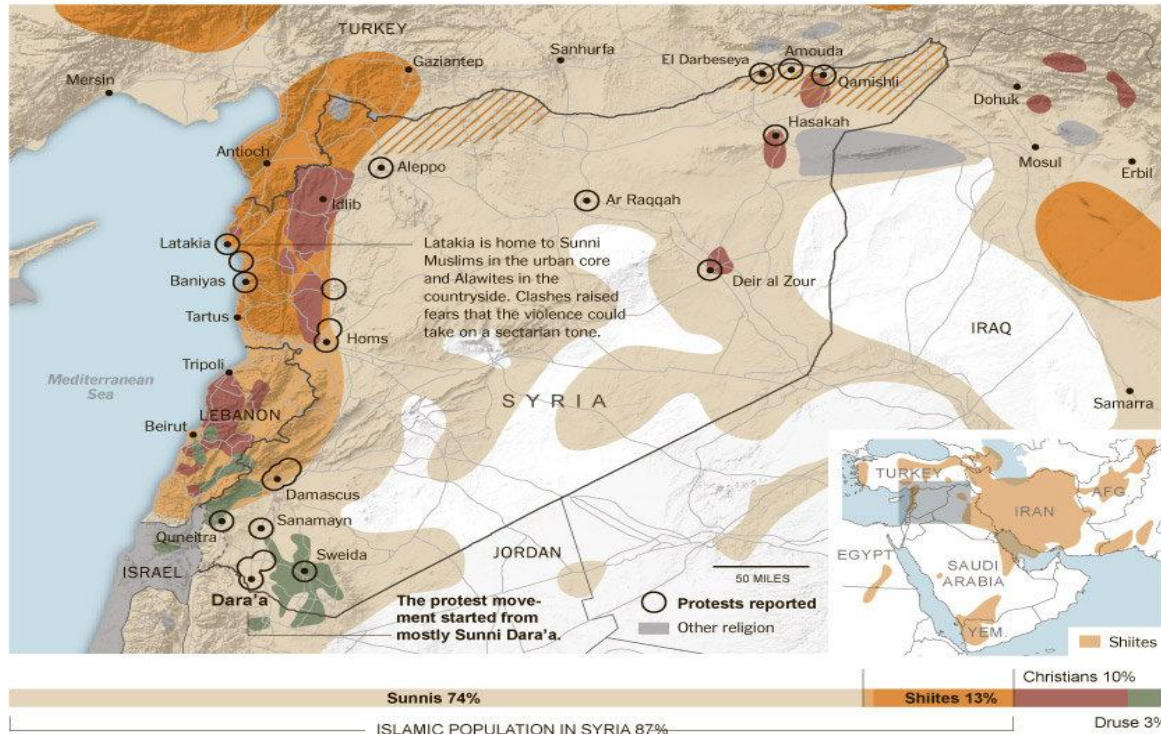 TURKEY
Mersin
Gaziantep
Sanhurfa
El Darbeseya
Amouda
Qamishli
Dohuk
Hasakah
Antioch
Aleppo
Mosul
Erbil
Idlib
Ar Raqqah
Latakia
Latakia is home to Sunni
Muslims in the urban core
and Alawites in the
countryside. Clashes raised
fears that the violence could
take on a sectarian tone.
Baniyas
Deir al Zour
Tartus
Homs
IRAQ
Tripoli
Mediterranean
Sea
SYRIA
LEBANON
Samarra
Beirut
Damascus
Quneitra
Sanamayn
Sweida
ISRAEL
JORDAN
Dara'a
The protest move-
ment started from
mostly Sunni Dara'a.
50 MILES
Protests reported
Other religion
TURKEY
AFG.
IRAN
EGYPT
SAUDI
ARABIA
YEM.
Shiites
Christians 10%
Sunnis 74%
Shiites 13%
Druse 3%
ISLAMIC POPULATION IN SYRIA 87%